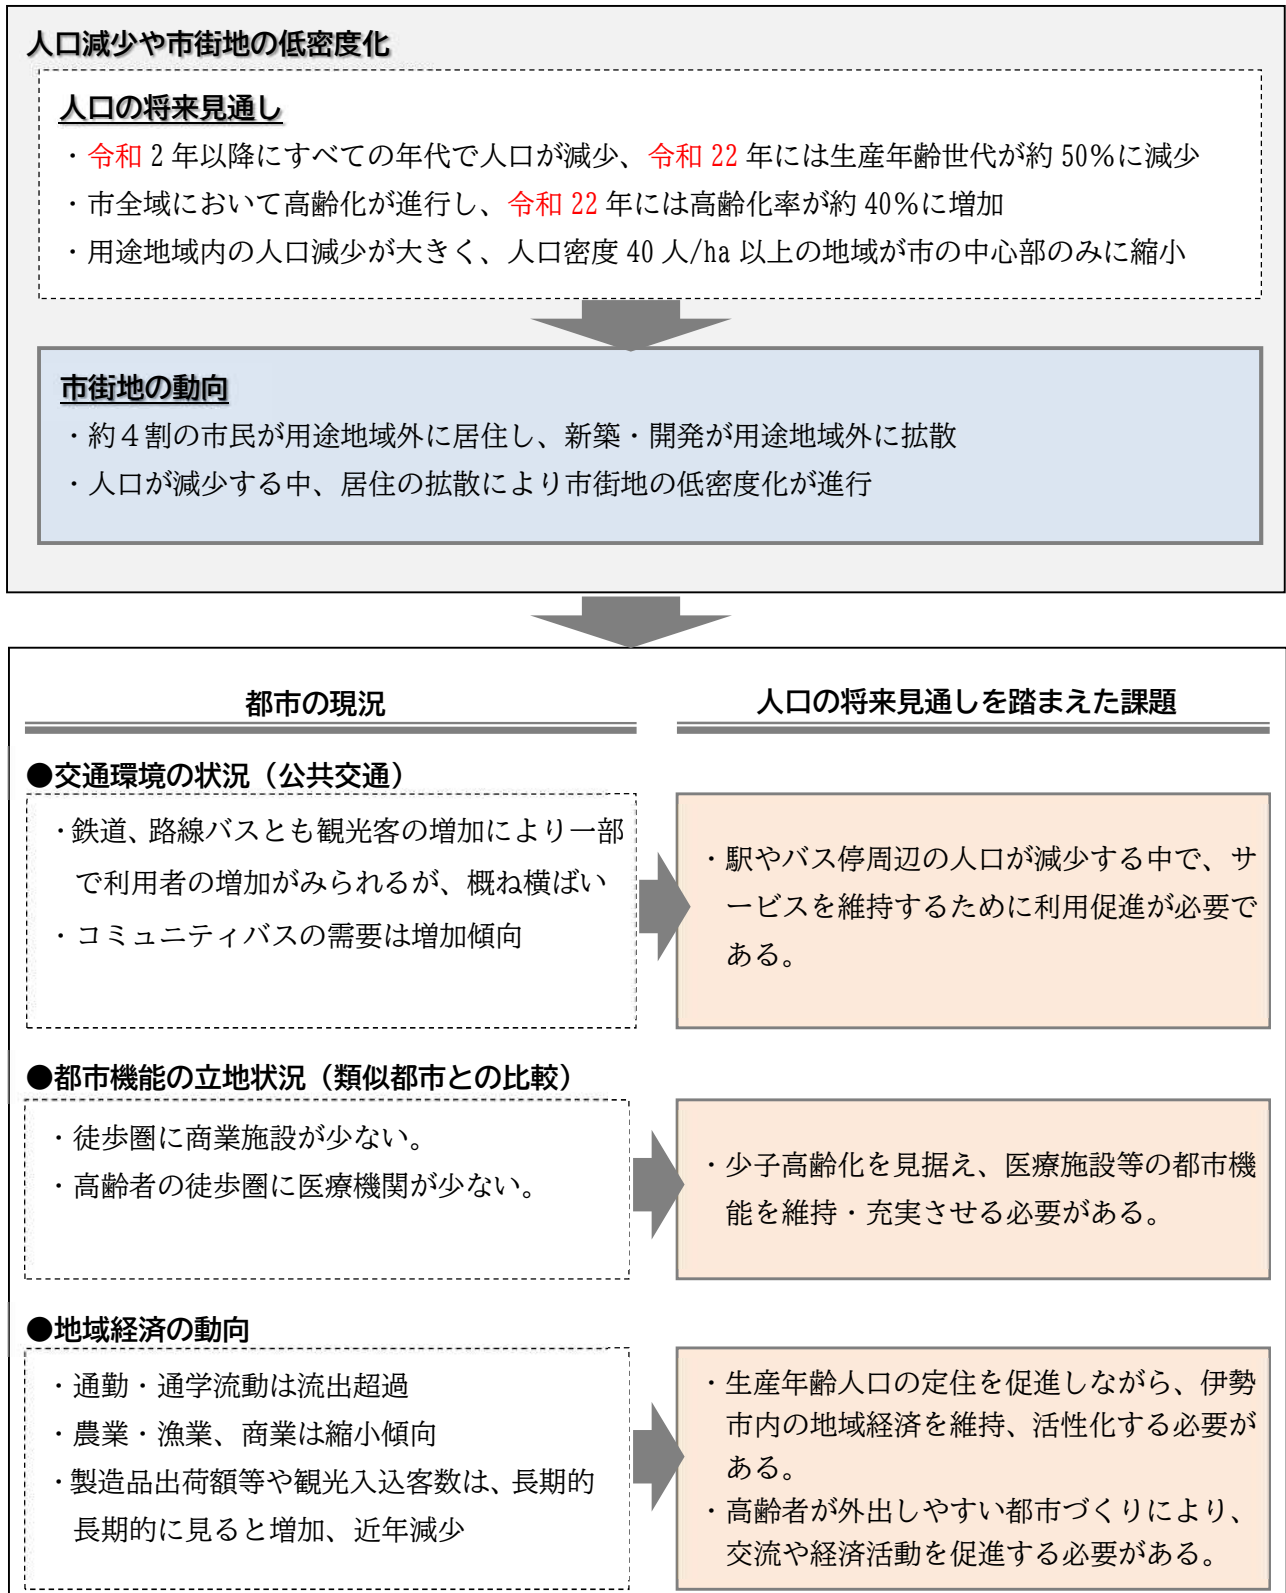 人口減少や市街地の低密度化
人口の将来見通し
・令和 2 年以降にすべての年代で人口が減少、令和 22 年には生産年齢世代が約 50%に減少
・市全域において高齢化が進行し、令和 22 年には高齢化率が約 40%に増加
・用途地域内の人口減少が大きく、人口密度 40 人/ha 以上の地域が市の中心部のみに縮小
市街地の動向
・約４割の市民が用途地域外に居住し、新築・開発が用途地域外に拡散
・人口が減少する中、居住の拡散により市街地の低密度化が進行
都市の現況
人口の将来見通しを踏まえた課題
●交通環境の状況（公共交通）
・鉄道、路線バスとも観光客の増加により一部
で利用者の増加がみられるが、概ね横ばい
・コミュニティバスの需要は増加傾向
・駅やバス停周辺の人口が減少する中で、サ
ービスを維持するために利用促進が必要で
ある。
●都市機能の立地状況（類似都市との比較）
・徒歩圏に商業施設が少ない。
・高齢者の徒歩圏に医療機関が少ない。
・少子高齢化を見据え、医療施設等の都市機
能を維持・充実させる必要がある。
●地域経済の動向
・通勤・通学流動は流出超過
・農業・漁業、商業は縮小傾向
・製造品出荷額等や観光入込客数は、長期的
長期的に見ると増加、近年減少
・生産年齢人口の定住を促進しながら、伊勢
市内の地域経済を維持、活性化する必要が
ある。
・高齢者が外出しやすい都市づくりにより、
交流や経済活動を促進する必要がある。